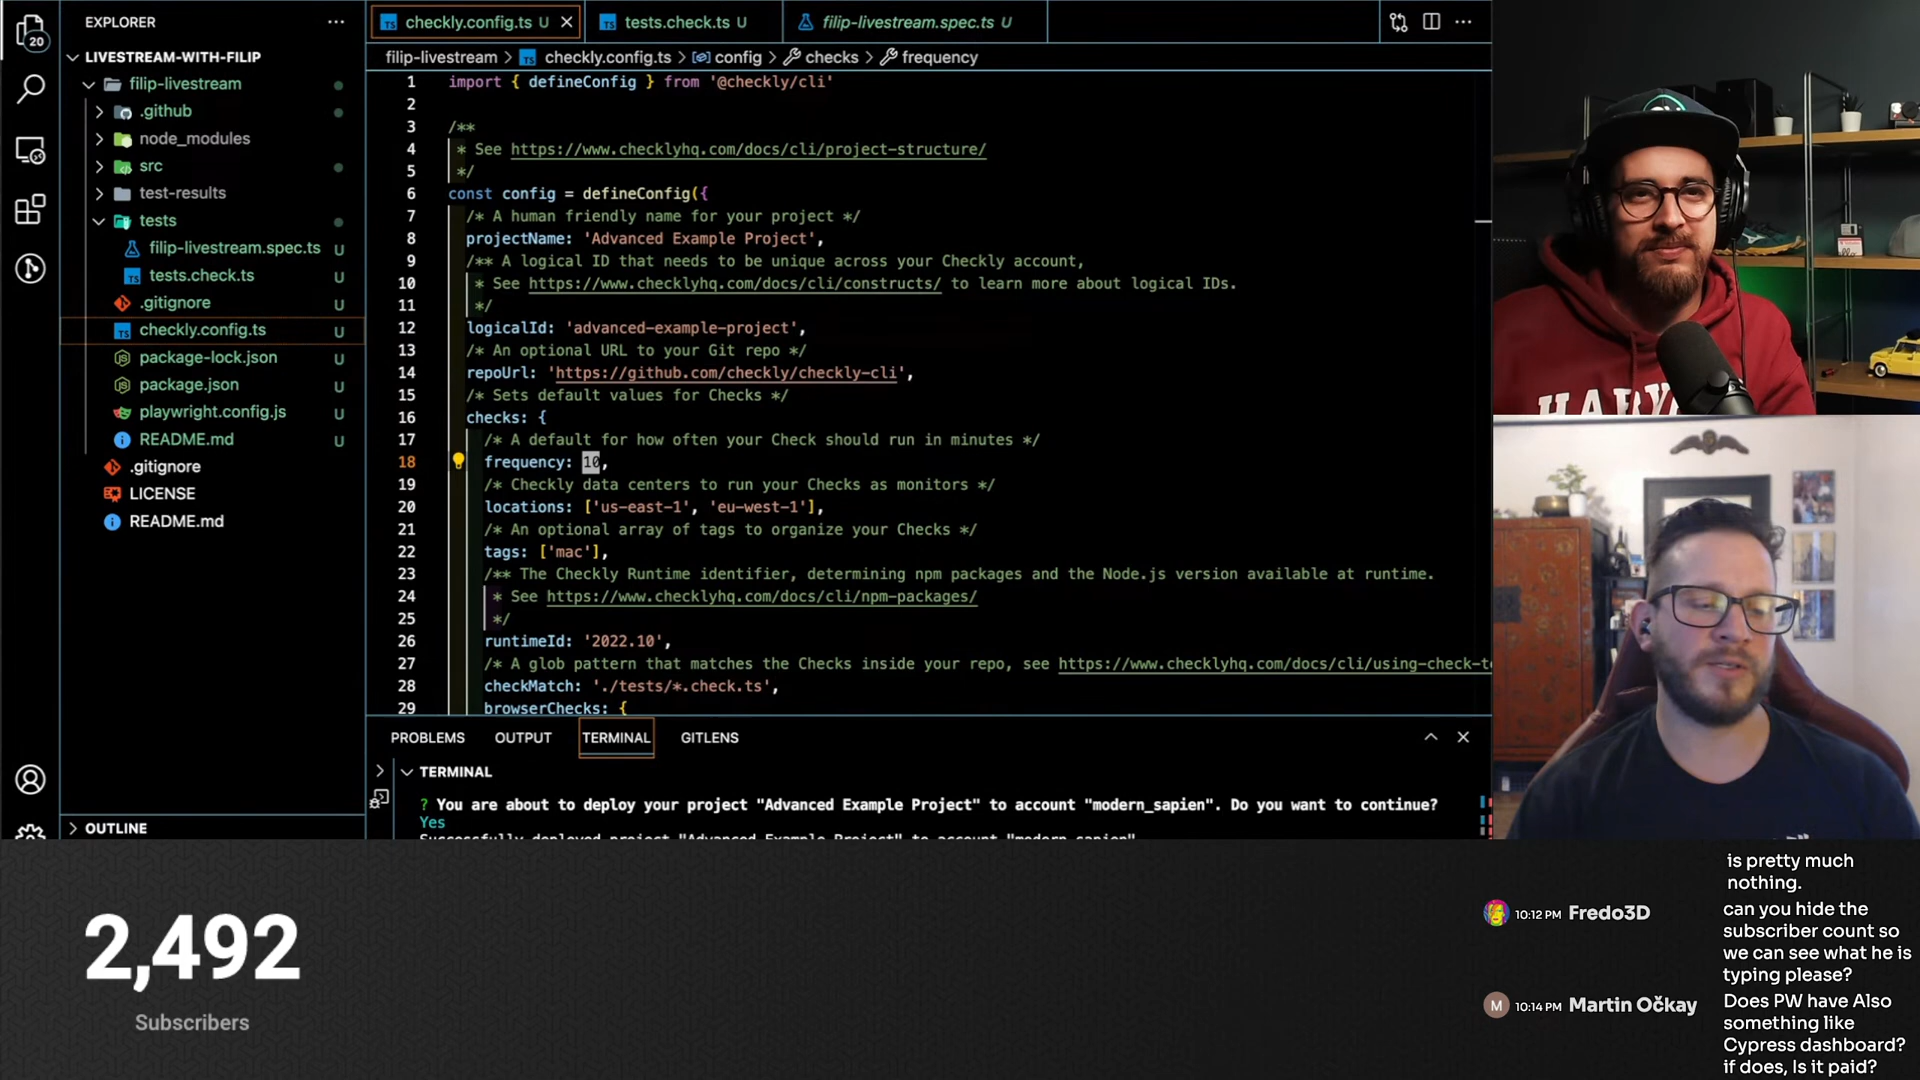 20
EXPLORER
LIVESTREAM-WITH-FILIP
filip-livestream
.github
node_modules
src
test-results
tests
filip-livestream.spec.ts U
tests.check.ts U
.gitignore U
checkly.config.ts U
package-lock.json U
package.json U
playwright.config.js U
README.md U
.gitignore
LICENSE
README.md
OUTLINE
checkly.config.ts U
tests.check.ts U
filip-livestream.spec.ts U
filip-livestream > checkly.config.ts > config > checks > frequency
1 import { defineConfig } from '@checkly/cli'
2
3 /**
4 * See https://www.checklyhq.com/docs/cli/project-structure/
5 */
6 const config = defineConfig({
7 /* A human friendly name for your project */
8 projectName: 'Advanced Example Project',
9 /** A logical ID that needs to be unique across your Checkly account,
10 * See https://www.checklyhq.com/docs/cli/constructs/ to learn more about logical IDs.
11 */
12 logicalId: 'advanced-example-project',
13 /* An optional URL to your Git repo */
14 repoUrl: 'https://github.com/checkly/checkly-cli',
15 /* Sets default values for Checks */
16 checks: {
17 /* A default for how often your Check should run in minutes */
18 frequency: 10,
19 /* Checkly data centers to run your Checks as monitors */
20 locations: ['us-east-1', 'eu-west-1'],
21 /* An optional array of tags to organize your Checks */
22 tags: ['mac'],
23 /** The Checkly Runtime identifier, determining npm packages and the Node.js version available at runtime.
24 * See https://www.checklyhq.com/docs/cli/npm-packages/
25 */
26 runtimeId: '2022.10',
27 /* A glob pattern that matches the Checks inside your repo, see https://www.checklyhq.com/docs/cli/using-check-t
28 checkMatch: './tests/*.check.ts',
29 browserChecks: {
PROBLEMS OUTPUT TERMINAL GITLENS
TERMINAL
? You are about to deploy your project "Advanced Example Project" to account "modern_sapien". Do you want to continue?
Yes
Successfully deployed project "Advanced Example Project" to account "modern_sapien".
HARV
2,492
Subscribers
is pretty much
nothing.
10:12 PM Fredo3D
can you hide the
subscriber count so
we can see what he is
typing please?
M 10:14 PM Martin Očkay
Does PW have Also
something like
Cypress dashboard?
if does, Is it paid?